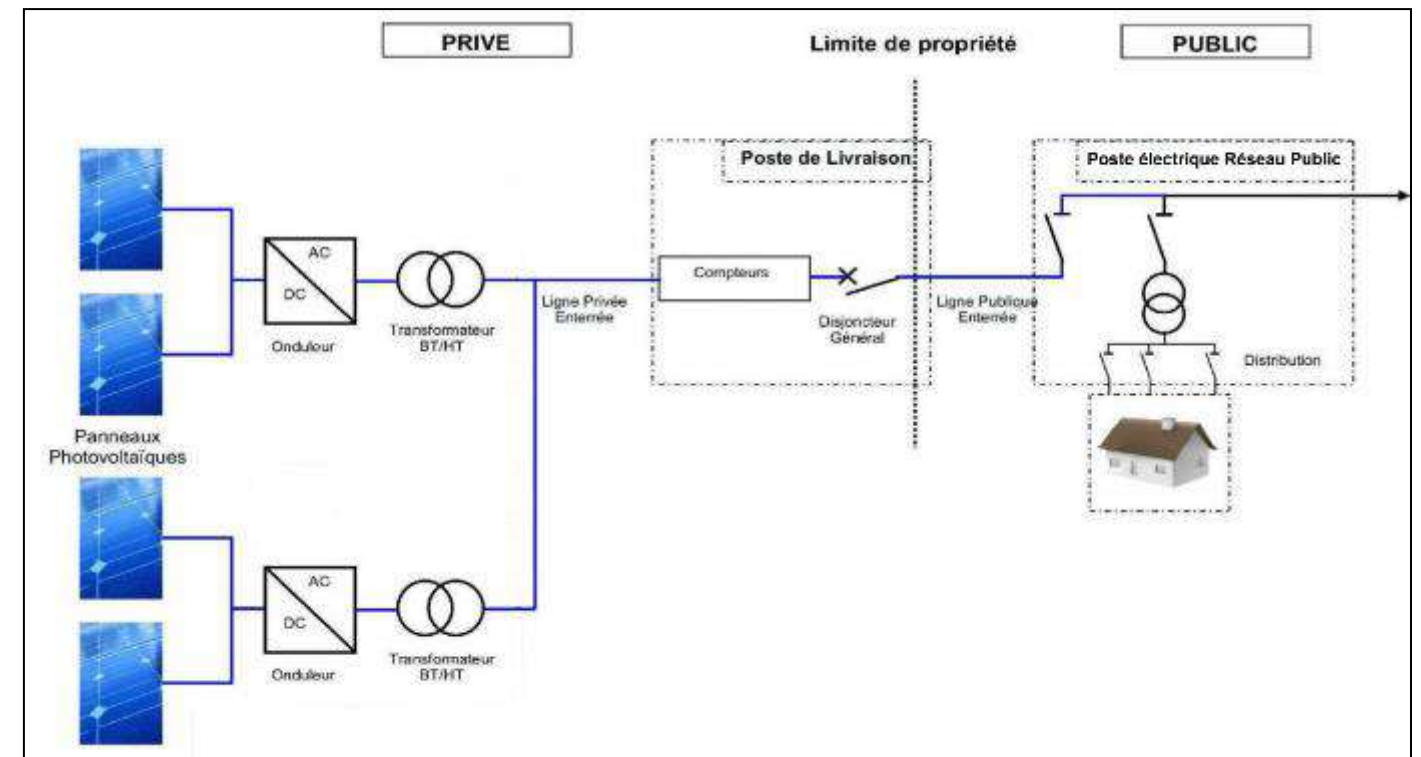 PRIVE
Limite de propriété
PUBLIC
Poste de Livraison
Poste électrique Réseau Public
AC
DC
Onduleur
Transformateur
BT/HT
Ligne Privée
Enterrée
Compteurs
Disjoncteur
Général
Ligne Publique
Enterrée
Distribution
Panneaux
Photovoltaïques
AC
DC
Onduleur
Transformateur
BT/HT